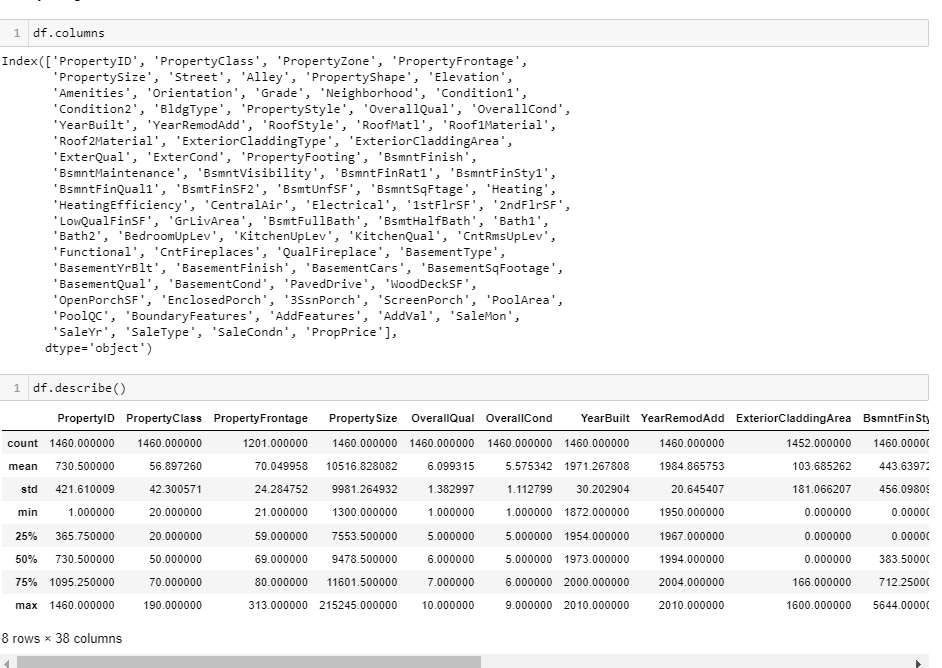 1 df.columns
Index(['PropertyID', 'PropertyClass', 'PropertyZone', 'PropertyFrontage',
'PropertySize', 'Street', 'Alley', 'PropertyShape', 'Elevation',
'Amenities', 'Orientation', 'Grade', 'Neighborhood', 'Condition1',
'Condition2', 'BldgType', 'PropertyStyle', 'OverallQual', 'OverallCond',
'YearBuilt', 'YearRemodAdd', 'RoofStyle', 'RoofMatl', 'Roof1Material',
'Roof2Material', 'ExteriorCladdingType', 'ExteriorCladdingArea',
'ExterQual', 'ExterCond', 'PropertyFooting', 'BsmntFinish',
'BsmntMaintenance', 'BsmntVisibility', 'BsmntFinRat1', 'BsmntFinSty1',
'BsmntFinQual1', 'BsmtFinSF2', 'BsmtUnfSF', 'BsmntSqFtage', 'Heating',
'HeatingEfficiency', 'CentralAir', 'Electrical', '1stFlrSF', '2ndFlrSF',
'LowQualFinSF', 'GrLivArea', 'BsmtFullBath', 'BsmtHalfBath', 'Bath1',
'Bath2', 'BedroomUpLev', 'KitchenUpLev', 'KitchenQual', 'CntRmsUpLev',
'Functional', 'CntFireplaces', 'QualFireplace', 'BasementType',
'BasementYrBlt', 'BasementFinish', 'BasementCars', 'BasementSqFootage',
'BasementQual', 'BasementCond', 'PavedDrive', 'WoodDeckSF',
'OpenPorchSF', 'EnclosedPorch', '3SsnPorch', 'ScreenPorch', 'PoolArea',
'PoolQC', 'BoundaryFeatures', 'AddFeatures', 'AddVal', 'SaleMon',
'SaleYr', 'SaleType', 'SaleCondn', 'PropPrice'],
dtype='object')
1 df.describe()
PropertyID PropertyClass PropertyFrontage PropertySize OverallQual OverallCond YearBuilt YearRemodAdd ExteriorCladdingArea BsmntFinSty
count 1460.000000 1460.000000 1201.000000 1460.000000 1460.000000 1460.000000 1460.000000 1460.000000 1452.000000 1460.0000
mean 730.500000 56.897260 70.049958 10516.828082 6.099315 5.575342 1971.267808 1984.865753 103.685262 443.63972
std 421.610009 42.300571 24.284752 9981.264932 1.382997 1.112799 30.202904 20.645407 181.066207 456.09809
min 1.000000 20.000000 21.000000 1300.000000 1.000000 1.000000 1872.000000 1950.000000 0.000000 0.0000
25% 365.750000 20.000000 59.000000 7553.500000 5.000000 5.000000 1954.000000 1967.000000 0.000000 0.0000
50% 730.500000 50.000000 69.000000 9478.500000 6.000000 5.000000 1973.000000 1994.000000 0.000000 383.5000
75% 1095.250000 70.000000 80.000000 11601.500000 7.000000 6.000000 2000.000000 2004.000000 166.000000 712.2500
max 1460.000000 190.000000 313.000000 215245.000000 10.000000 9.000000 2010.000000 2010.000000 1600.000000 5644.0000
8 rows × 38 columns